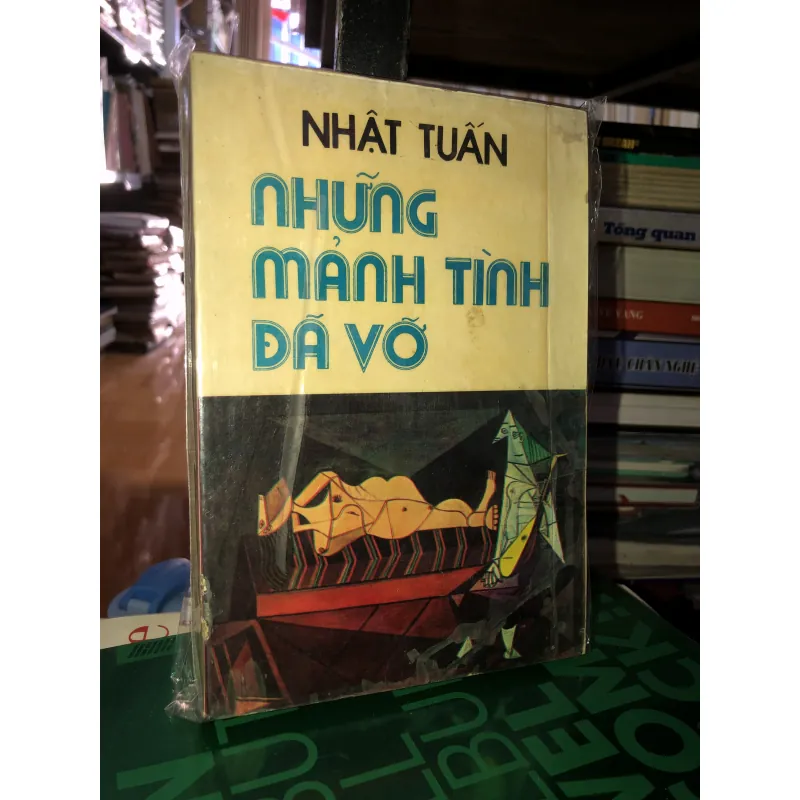 NHẬT TUẤN
NHỮNG
MẢNH TÌNH
ĐÃ VỠ
Tổng quan